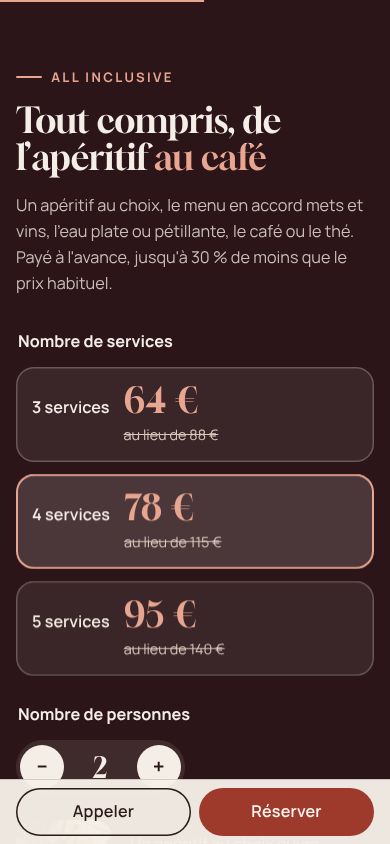 ALL INCLUSIVE
Tout compris, de
l'apéritif au café
Un apéritif au choix, le menu en accord mets et
vins, l'eau plate ou pétillante, le café ou le thé.
Payé à l'avance, jusqu'à 30 % de moins que le
prix habituel.
Nombre de services
3 services 64 €
au lieu de 88 €
4 services 78 €
au lieu de 115 €
5 services 95 €
au lieu de 140 €
Nombre de personnes
− 2 +
Appeler Réserver